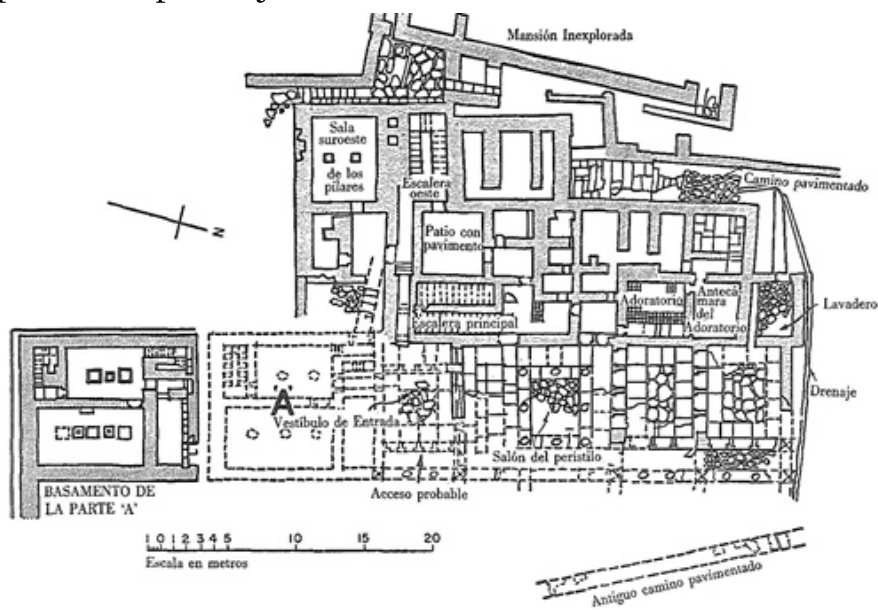 Mansión Inexplorada
Sala
suroeste
de los
pilares
Escalera
oeste
Camino pavimentado
N
Patio con
pavimento
Adoratorio
Antecá
mara
del
Adoratorio
Lavadero
Escalera principal
A
Vestíbulo de Entrada
Drenaje
Salón del peristilo
Acceso probable
BASAMENTO DE
LA PARTE 'A'
1 0 1 2 3 4 5 10 15 20
Escala en metros
Antiguo camino pavimentado